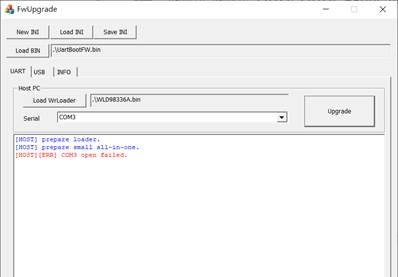 FwUpgrade
New INI Load INI Save INI
Load BIN .\UartBootFW.bin
UART USB INFO
Host PC
Load WrLoader .\WLD98336A.bin
Upgrade
Serial COM3
[HOST] prepare loader.
[HOST] prepare small all-in-one.
[HOST][ERR] COM3 open failed.